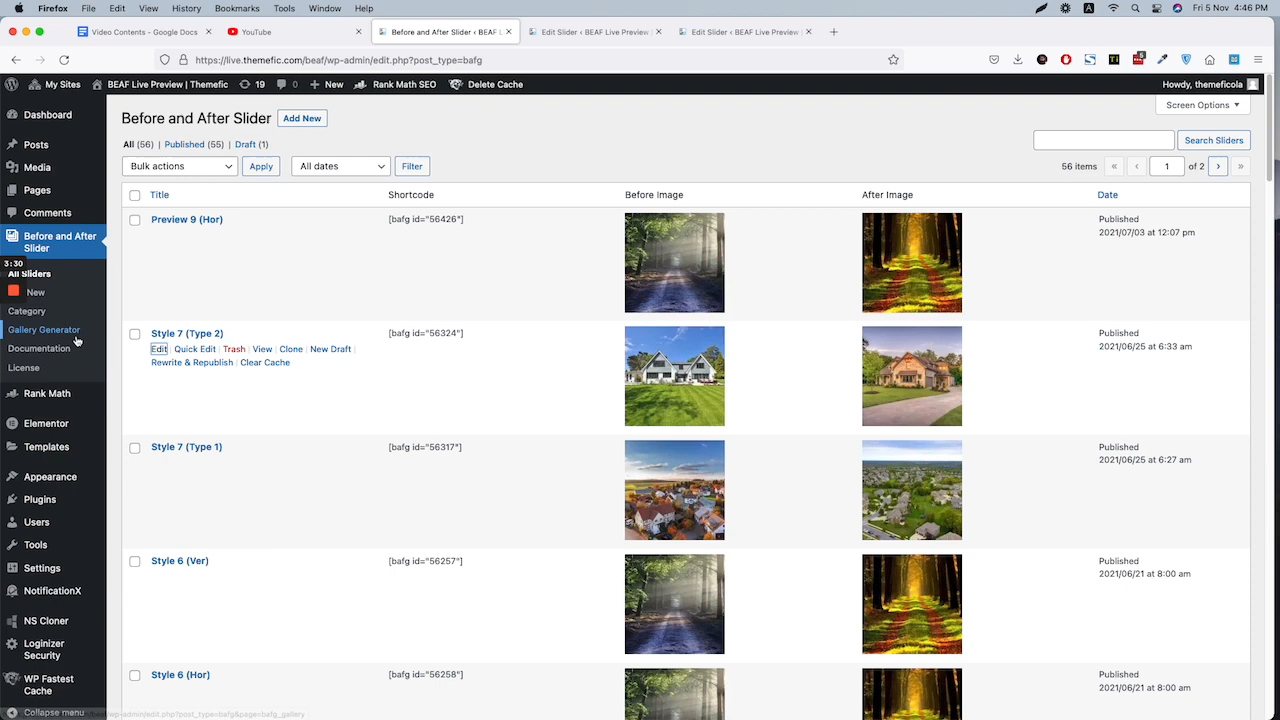 Firefox File Edit View History Bookmarks Tools Window Help
A Fri 5 Nov 4:46 PM
Video Contents - Google Docs
YouTube
Before and After Slider ‹ BEAF L
Edit Slider ‹ BEAF Live Preview
Edit Slider ‹ BEAF Live Preview
https://live.themefic.com/beaf/wp-admin/edit.php?post_type=bafg
My Sites
BEAF Live Preview | Themefic
19
0
New
Rank Math SEO
Delete Cache
Howdy, themeficola
Dashboard
Posts
Media
Pages
Comments
Before and After
Slider
3:30
All Sliders
New
Category
Gallery Generator
Documentation
License
Rank Math
Elementor
Templates
Appearance
Plugins
Users
Tools
Settings
NotificationX
NS Cloner
Loginizer
Security
WP Fastest
Cache
Collapse menu
Before and After Slider
Add New
Screen Options
All (56) | Published (55) | Draft (1)
Search Sliders
Bulk actions
Apply
All dates
Filter
56 items « ‹ 1 of 2 › »
Title Shortcode Before Image After Image Date
Preview 9 (Hor)
[bafg id="56426"]
Published
2021/07/03 at 12:07 pm
Style 7 (Type 2)
Edit | Quick Edit | Trash | View | Clone | New Draft |
Rewrite & Republish | Clear Cache
[bafg id="56324"]
Published
2021/06/25 at 6:33 am
Style 7 (Type 1)
[bafg id="56317"]
Published
2021/06/25 at 6:27 am
Style 6 (Ver)
[bafg id="56257"]
Published
2021/06/21 at 8:00 am
Style 6 (Hor)
[bafg id="56258"]
Published
2021/06/21 at 8:00 am
/wp-admin/edit.php?post_type=bafg&page=bafg_gallery